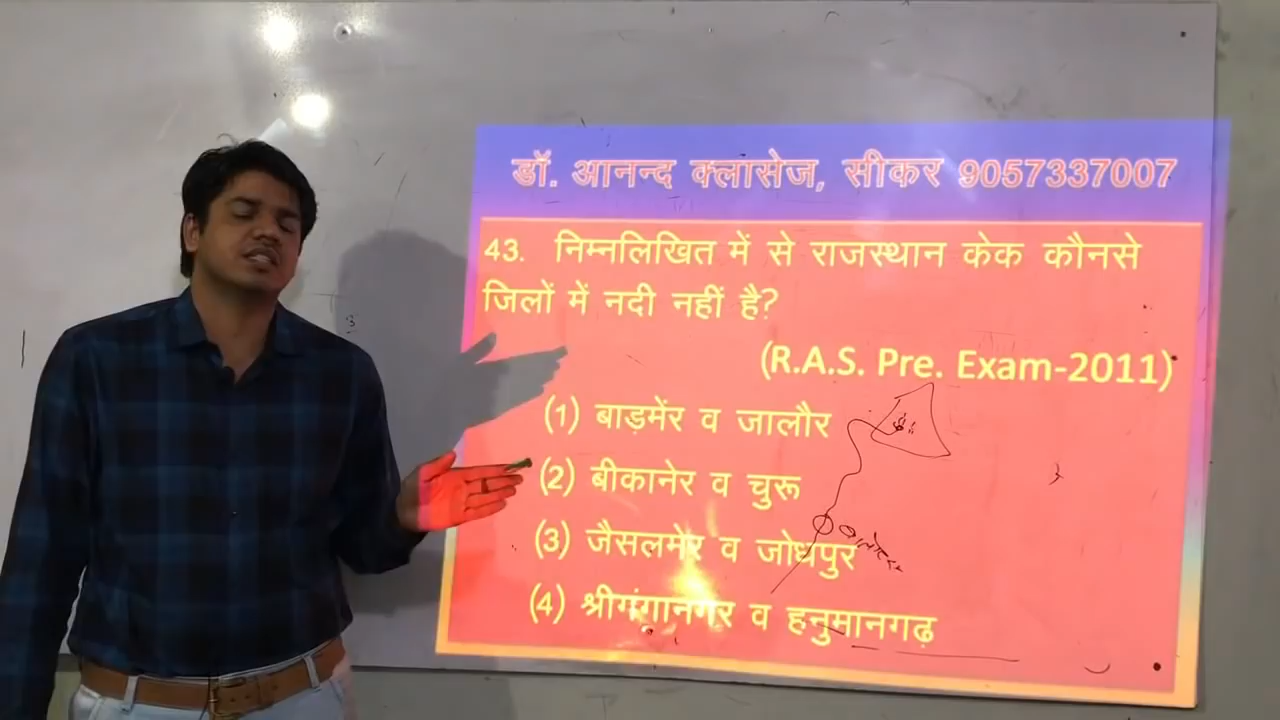 डॉ. आनन्द क्लासेज, सीकर 9057337007
43. निम्नलिखित में से राजस्थान केक कौनसे
जिलों में नदी नहीं है?
(R.A.S. Pre. Exam-2011)
(1) बाड़मेंर व जालौर
(2) बीकानेर व चुरू
(3) जैसलमेर व जोधपुर
(4) श्रीगंगानगर व हनुमानगढ़